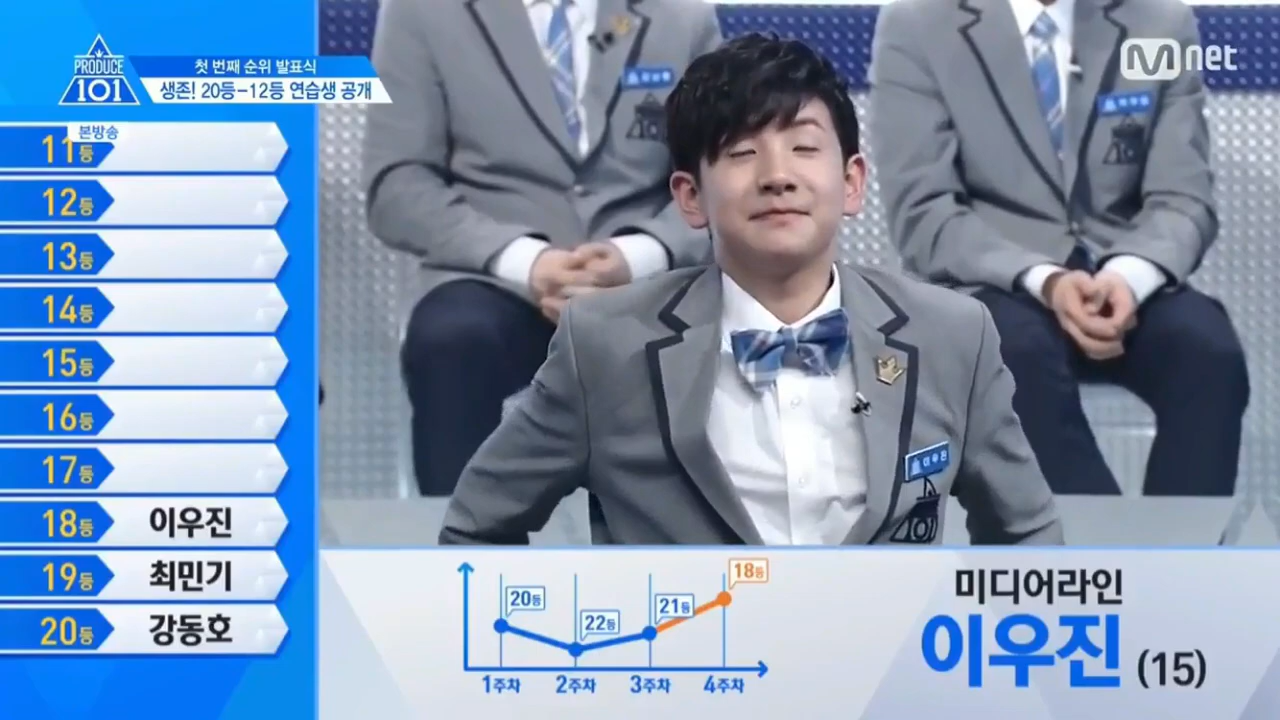 PRODUCE
101
첫 번째 순위 발표식
생존! 20등-12등 연습생 공개
Mnet
본방송
11등
12등
13등
14등
15등
16등
17등
18등 이우진
19등 최민기
20등 강동호
이우진
101
20등
22등
21등
18등
1주차 2주차 3주차 4주차
미디어라인
이우진 (15)